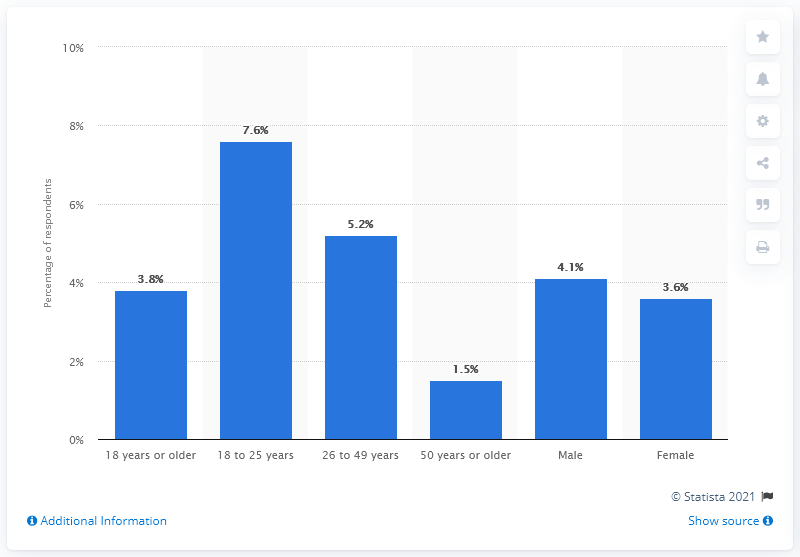 10%
8%
6%
4%
2%
0%
Percentage of respondents
3.8%
7.6%
5.2%
1.5%
4.1%
3.6%
18 years or older
18 to 25 years
26 to 49 years
50 years or older
Male
Female
© Statista 2021
Additional Information
Show source